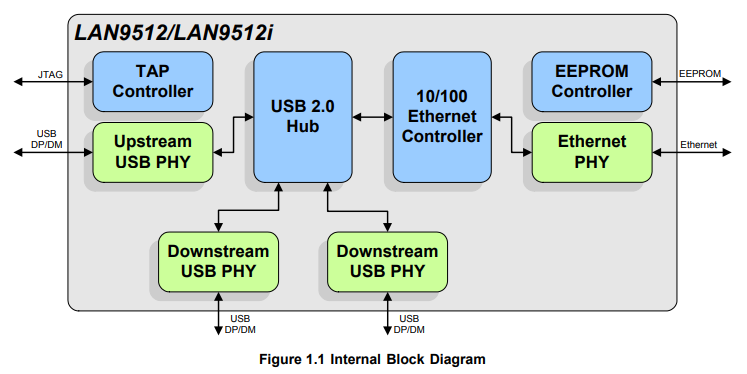 LAN9512/LAN9512i
JTAG
TAP
Controller
USB 2.0
Hub
10/100
Ethernet
Controller
EEPROM
Controller
EEPROM
USB
DP/DM
Upstream
USB PHY
Ethernet
PHY
Ethernet
Downstream
USB PHY
Downstream
USB PHY
USB
DP/DM
USB
DP/DM
Figure 1.1 Internal Block Diagram